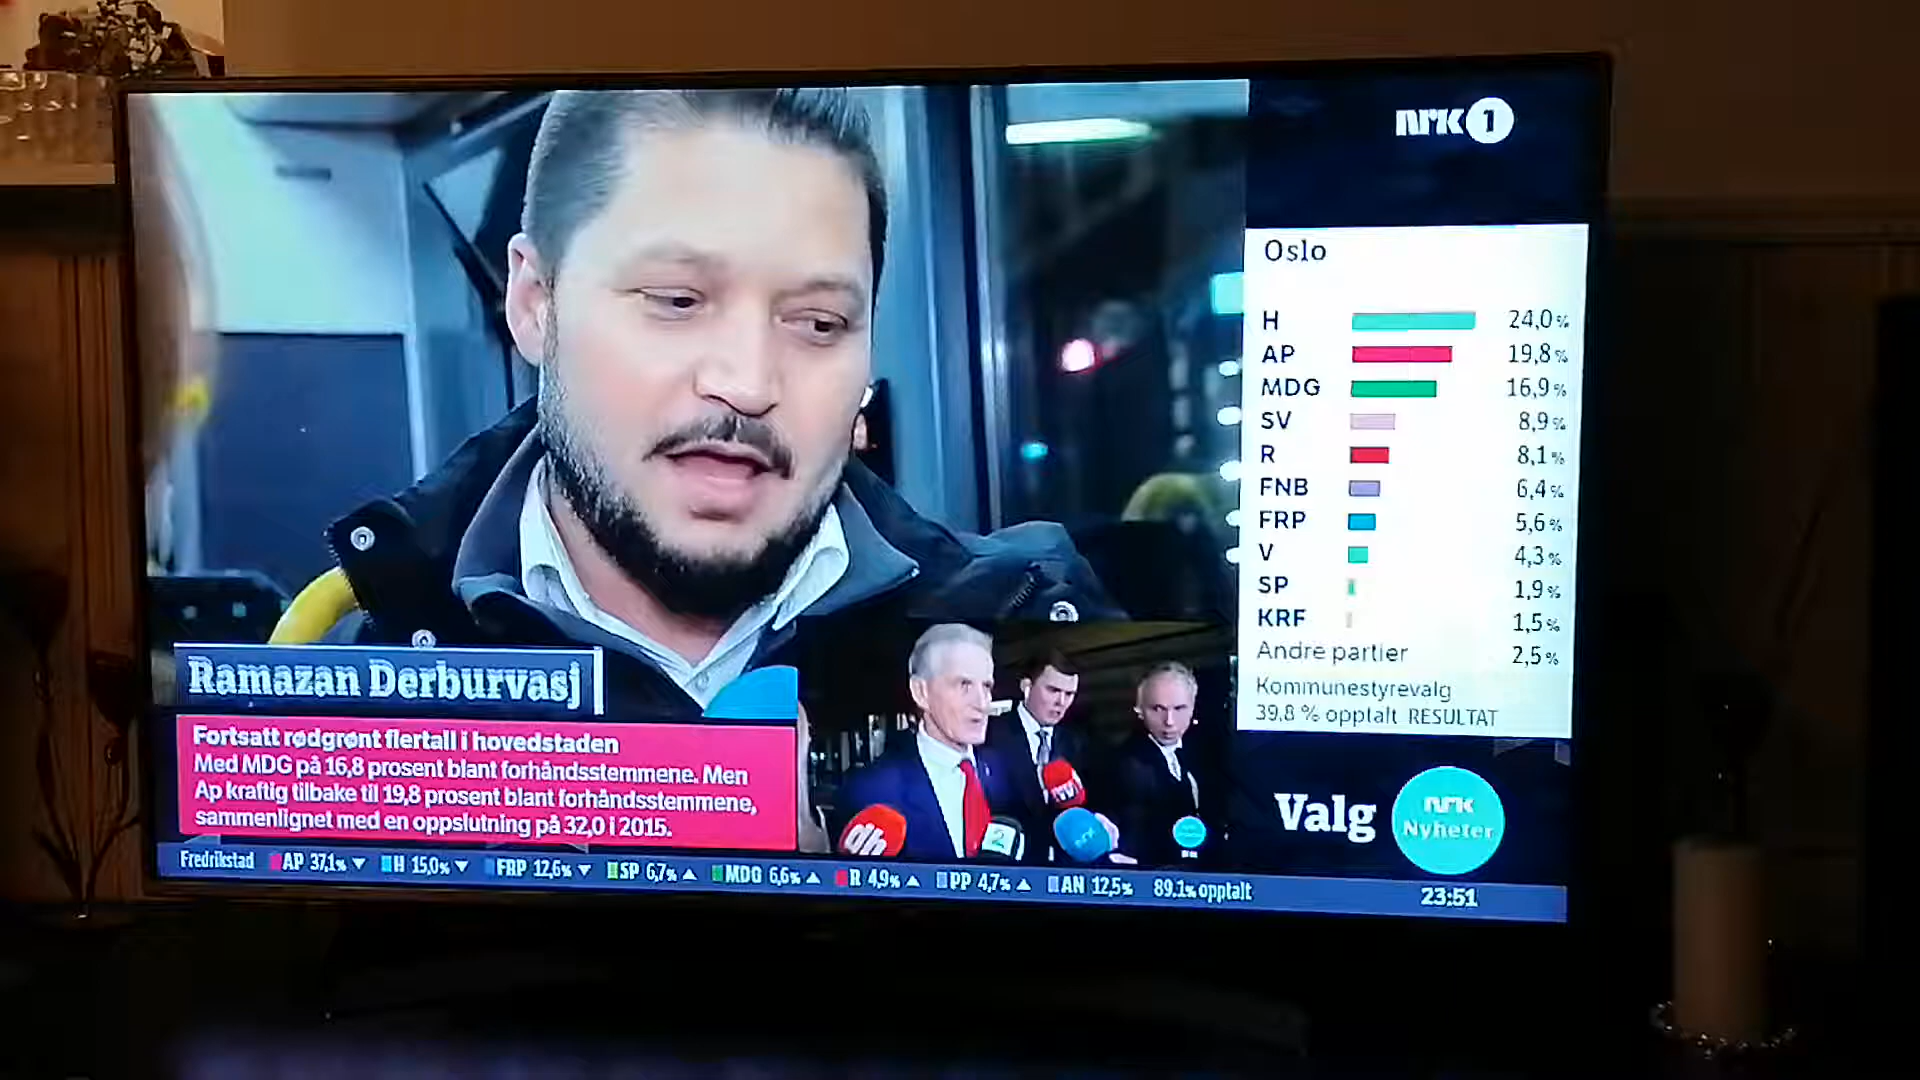 nrk 1
Oslo
H 24,0%
AP 19,8%
MDG 16,9%
SV 8,9%
R 8,1%
FNB 6,4%
FRP 5,6%
V 4,3%
SP 1,9%
KRF 1,5%
Andre partier 2,5%
Kommunestyrevalg
39,8 % opptalt RESULTAT
Ramazan Derburvasj
Fortsatt rødgrønt flertall i hovedstaden
Med MDG på 16,8 prosent blant forhåndsstemmene. Men
Ap kraftig tilbake til 19,8 prosent blant forhåndsstemmene,
sammenlignet med en oppslutning på 32,0 i 2015.
db
2
nrk
Valg
nrk
Nyheter
Fredrikstad AP 37,1% ▼ H 15,0% ▼ FRP 12,6% ▼ SP 6,7% ▲ MDG 6,6% ▲ R 4,9% ▲ PP 4,7% ▲ AN 12,5% 89.1% opptalt
23:51